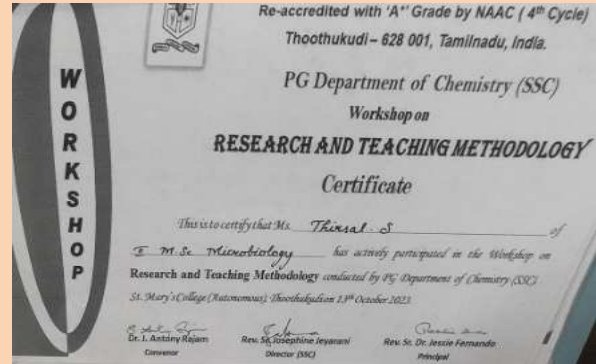 Re-accredited with 'A+' Grade by NAAC ( 4th Cycle)
Thoothukudi – 628 001, Tamilnadu, India.
PG Department of Chemistry (SSC)
Workshop on
RESEARCH AND TEACHING METHODOLOGY
Certificate
WORKSHOP
This is to certify that Ms. Thirsal. S of
I M.Sc Microbiology has actively participated in the Workshop on
Research and Teaching Methodology conducted by PG Department of Chemistry (SSC)
St. Mary's College (Autonomous), Thoothukudi on 13th October 2023.
Dr. J. Antony Rajam Rev. Sr. Josephine Jeyarani Rev. Sr. Dr. Jessie Fernando
Convenor Director (SSC) Principal